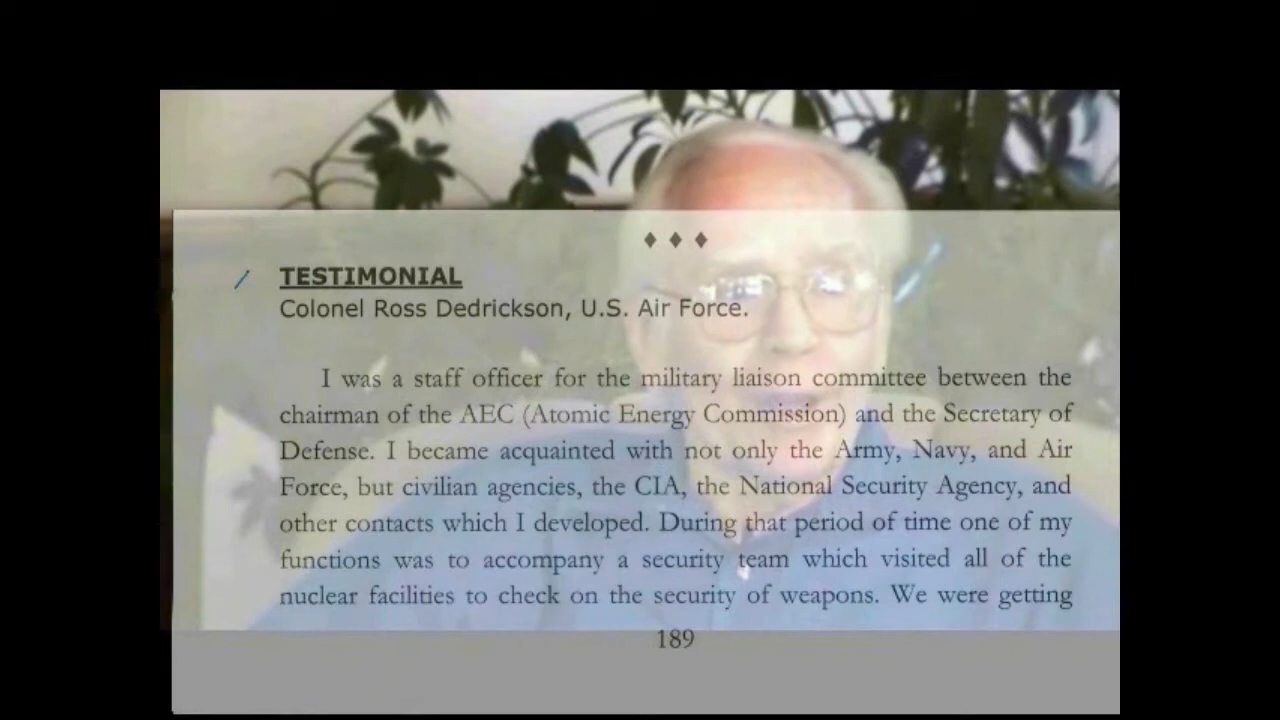 ♦ ♦ ♦
TESTIMONIAL
Colonel Ross Dedrickson, U.S. Air Force.
I was a staff officer for the military liaison committee between the
chairman of the AEC (Atomic Energy Commission) and the Secretary of
Defense. I became acquainted with not only the Army, Navy, and Air
Force, but civilian agencies, the CIA, the National Security Agency, and
other contacts which I developed. During that period of time one of my
functions was to accompany a security team which visited all of the
nuclear facilities to check on the security of weapons. We were getting
189